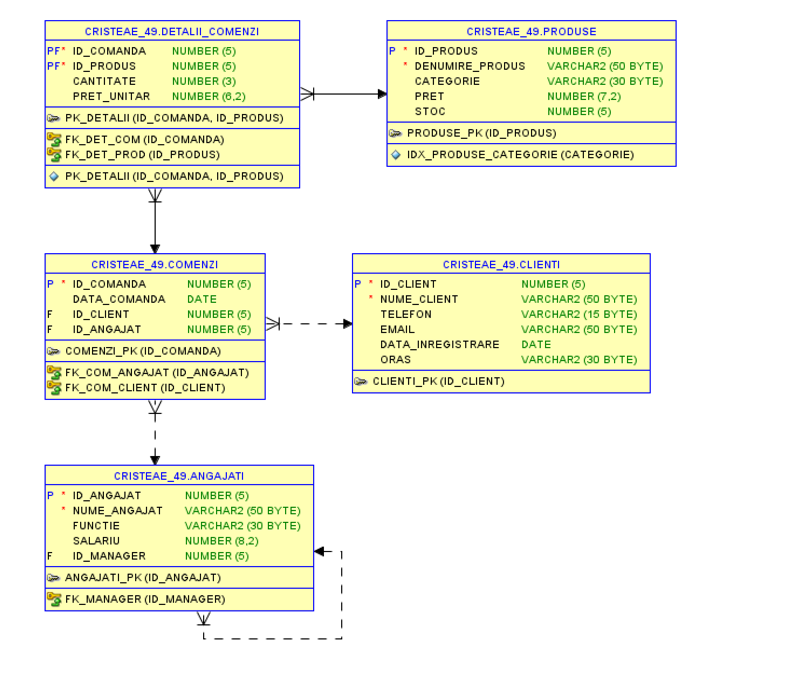 CRISTEAE_49.DETALII_COMENZI
PF* ID_COMANDA NUMBER (5)
PF* ID_PRODUS NUMBER (5)
CANTITATE NUMBER (3)
PRET_UNITAR NUMBER (6,2)
PK_DETALII (ID_COMANDA, ID_PRODUS)
FK_DET_COM (ID_COMANDA)
FK_DET_PROD (ID_PRODUS)
PK_DETALII (ID_COMANDA, ID_PRODUS)
CRISTEAE_49.PRODUSE
P * ID_PRODUS NUMBER (5)
* DENUMIRE_PRODUS VARCHAR2 (50 BYTE)
CATEGORIE VARCHAR2 (30 BYTE)
PRET NUMBER (7,2)
STOC NUMBER (5)
PRODUSE_PK (ID_PRODUS)
IDX_PRODUSE_CATEGORIE (CATEGORIE)
CRISTEAE_49.COMENZI
P * ID_COMANDA NUMBER (5)
DATA_COMANDA DATE
F ID_CLIENT NUMBER (5)
F ID_ANGAJAT NUMBER (5)
COMENZI_PK (ID_COMANDA)
FK_COM_ANGAJAT (ID_ANGAJAT)
FK_COM_CLIENT (ID_CLIENT)
CRISTEAE_49.CLIENTI
P * ID_CLIENT NUMBER (5)
* NUME_CLIENT VARCHAR2 (50 BYTE)
TELEFON VARCHAR2 (15 BYTE)
EMAIL VARCHAR2 (50 BYTE)
DATA_INREGISTRARE DATE
ORAS VARCHAR2 (30 BYTE)
CLIENTI_PK (ID_CLIENT)
CRISTEAE_49.ANGAJATI
P * ID_ANGAJAT NUMBER (5)
* NUME_ANGAJAT VARCHAR2 (50 BYTE)
FUNCTIE VARCHAR2 (30 BYTE)
SALARIU NUMBER (8,2)
F ID_MANAGER NUMBER (5)
ANGAJATI_PK (ID_ANGAJAT)
FK_MANAGER (ID_MANAGER)